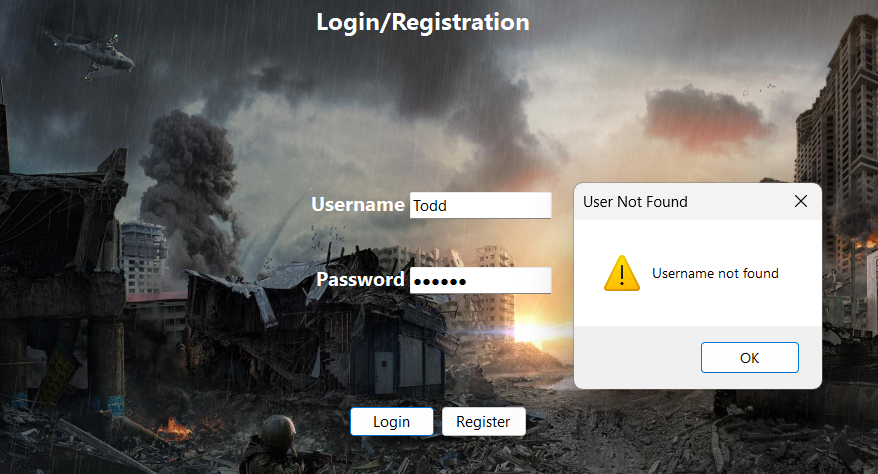 Login/Registration
Username Todd
User Not Found
Username not found
Password ●●●●●●
OK
Login Register